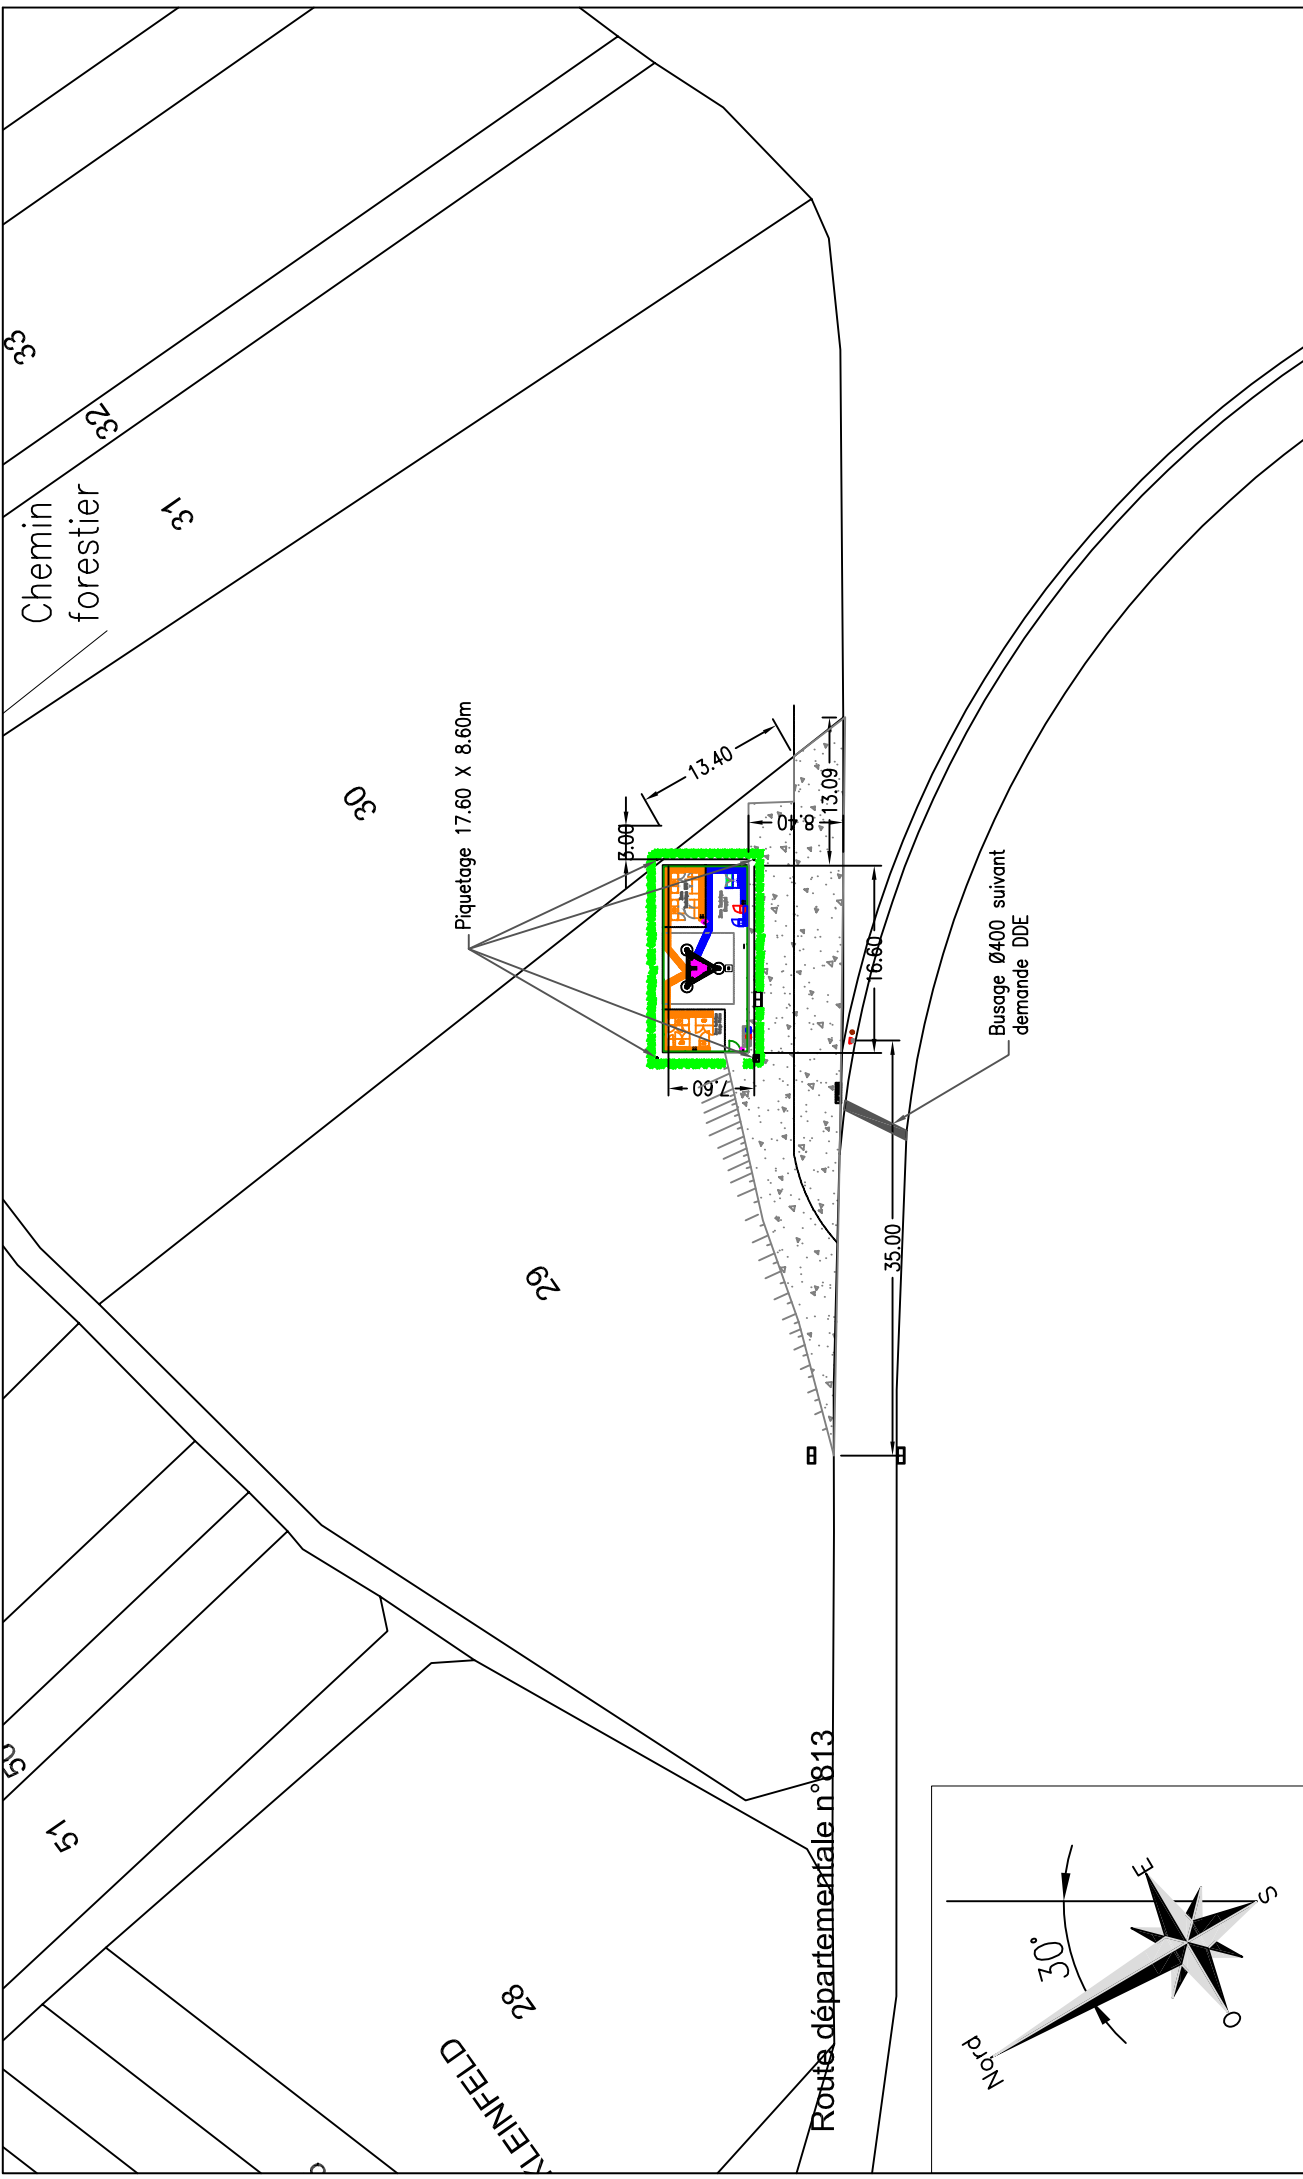 33
32
Chemin
forestier
31
30
Piquetage 17.60 X 8.60m
13.40
3.00
8.40
13.09
16.60
7.60
Busage Ø400 suivant
demande DDE
35.00
29
50
51
28
KLEINFELD
Route départementale n°813
30°
Nord
E
S
O